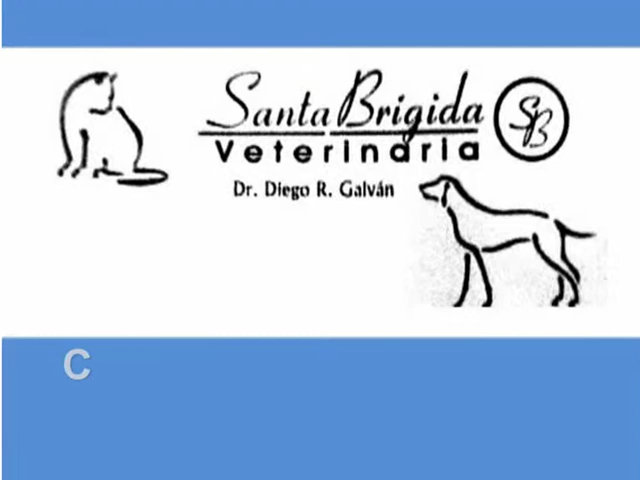 Santa Brigida
SB
Veterinaria
Dr. Diego R. Galván
C